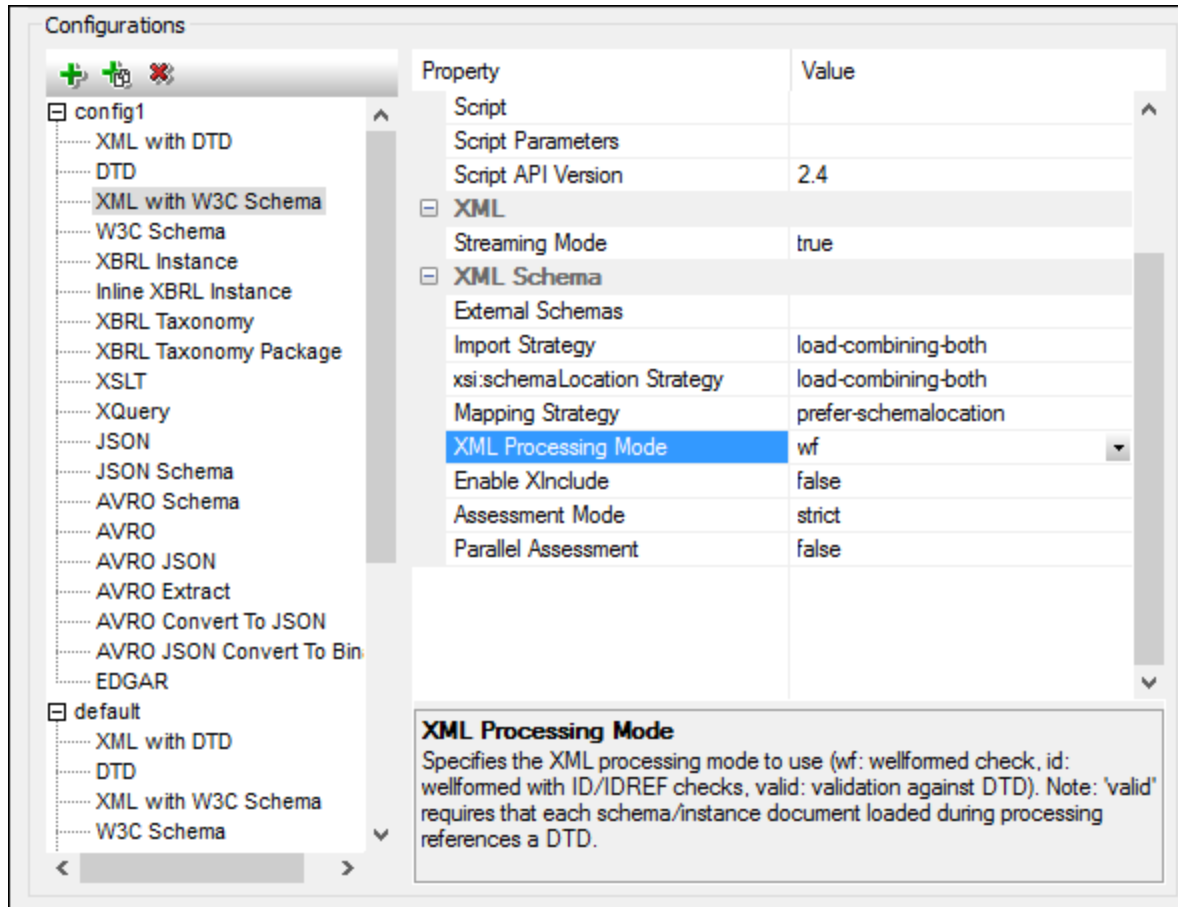 Configurations
config1
XML with DTD
DTD
XML with W3C Schema
W3C Schema
XBRL Instance
Inline XBRL Instance
XBRL Taxonomy
XBRL Taxonomy Package
XSLT
XQuery
JSON
JSON Schema
AVRO Schema
AVRO
AVRO JSON
AVRO Extract
AVRO Convert To JSON
AVRO JSON Convert To Bin
EDGAR
default
XML with DTD
DTD
XML with W3C Schema
W3C Schema
Property Value
Script
Script Parameters
Script API Version 2.4
XML
Streaming Mode true
XML Schema
External Schemas
Import Strategy load-combining-both
xsi:schemaLocation Strategy load-combining-both
Mapping Strategy prefer-schemalocation
XML Processing Mode wf
Enable XInclude false
Assessment Mode strict
Parallel Assessment false
XML Processing Mode
Specifies the XML processing mode to use (wf: wellformed check, id:
wellformed with ID/IDREF checks, valid: validation against DTD). Note: 'valid'
requires that each schema/instance document loaded during processing
references a DTD.